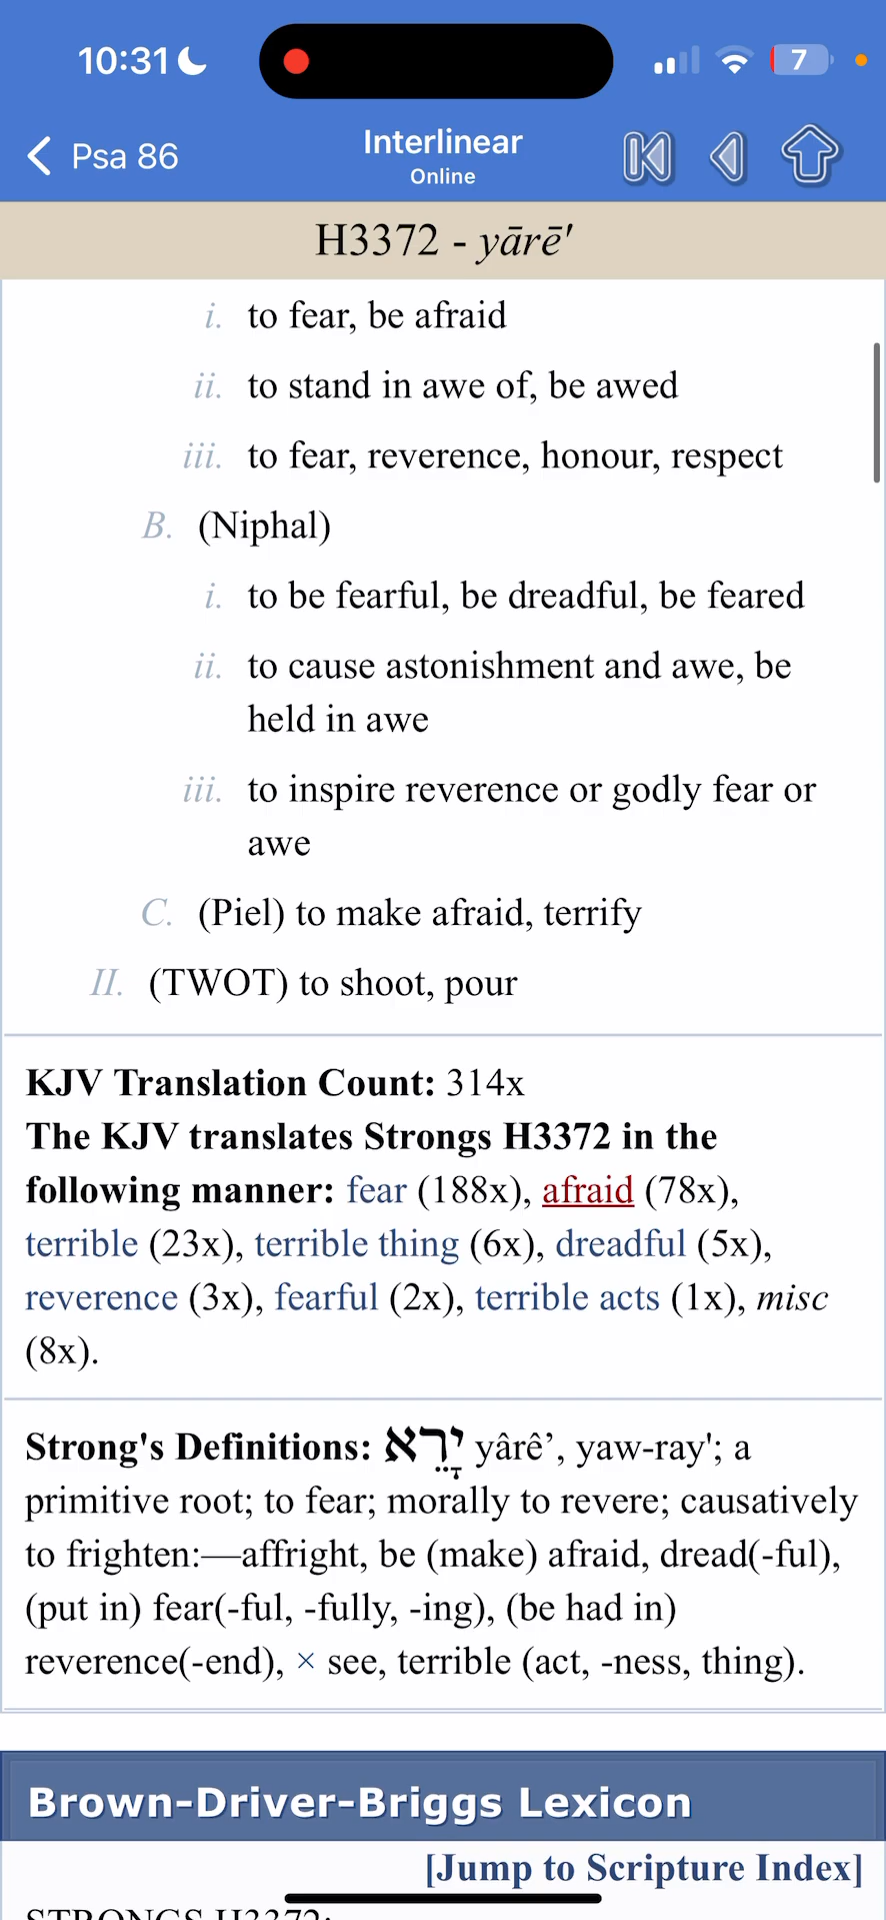 10:31
7
Psa 86
Interlinear
Online
H3372 - yārē'
i. to fear, be afraid
ii. to stand in awe of, be awed
iii. to fear, reverence, honour, respect
B. (Niphal)
i. to be fearful, be dreadful, be feared
ii. to cause astonishment and awe, be
held in awe
iii. to inspire reverence or godly fear or
awe
C. (Piel) to make afraid, terrify
II. (TWOT) to shoot, pour
KJV Translation Count: 314x
The KJV translates Strongs H3372 in the
following manner: fear (188x), afraid (78x),
terrible (23x), terrible thing (6x), dreadful (5x),
reverence (3x), fearful (2x), terrible acts (1x), misc
(8x).
Strong's Definitions: יָרֵא yârêʼ, yaw-ray'; a
primitive root; to fear; morally to revere; causatively
to frighten:—affright, be (make) afraid, dread(-ful),
(put in) fear(-ful, -fully, -ing), (be had in)
reverence(-end), × see, terrible (act, -ness, thing).
Brown-Driver-Briggs Lexicon
[Jump to Scripture Index]
STRONGS H3372: